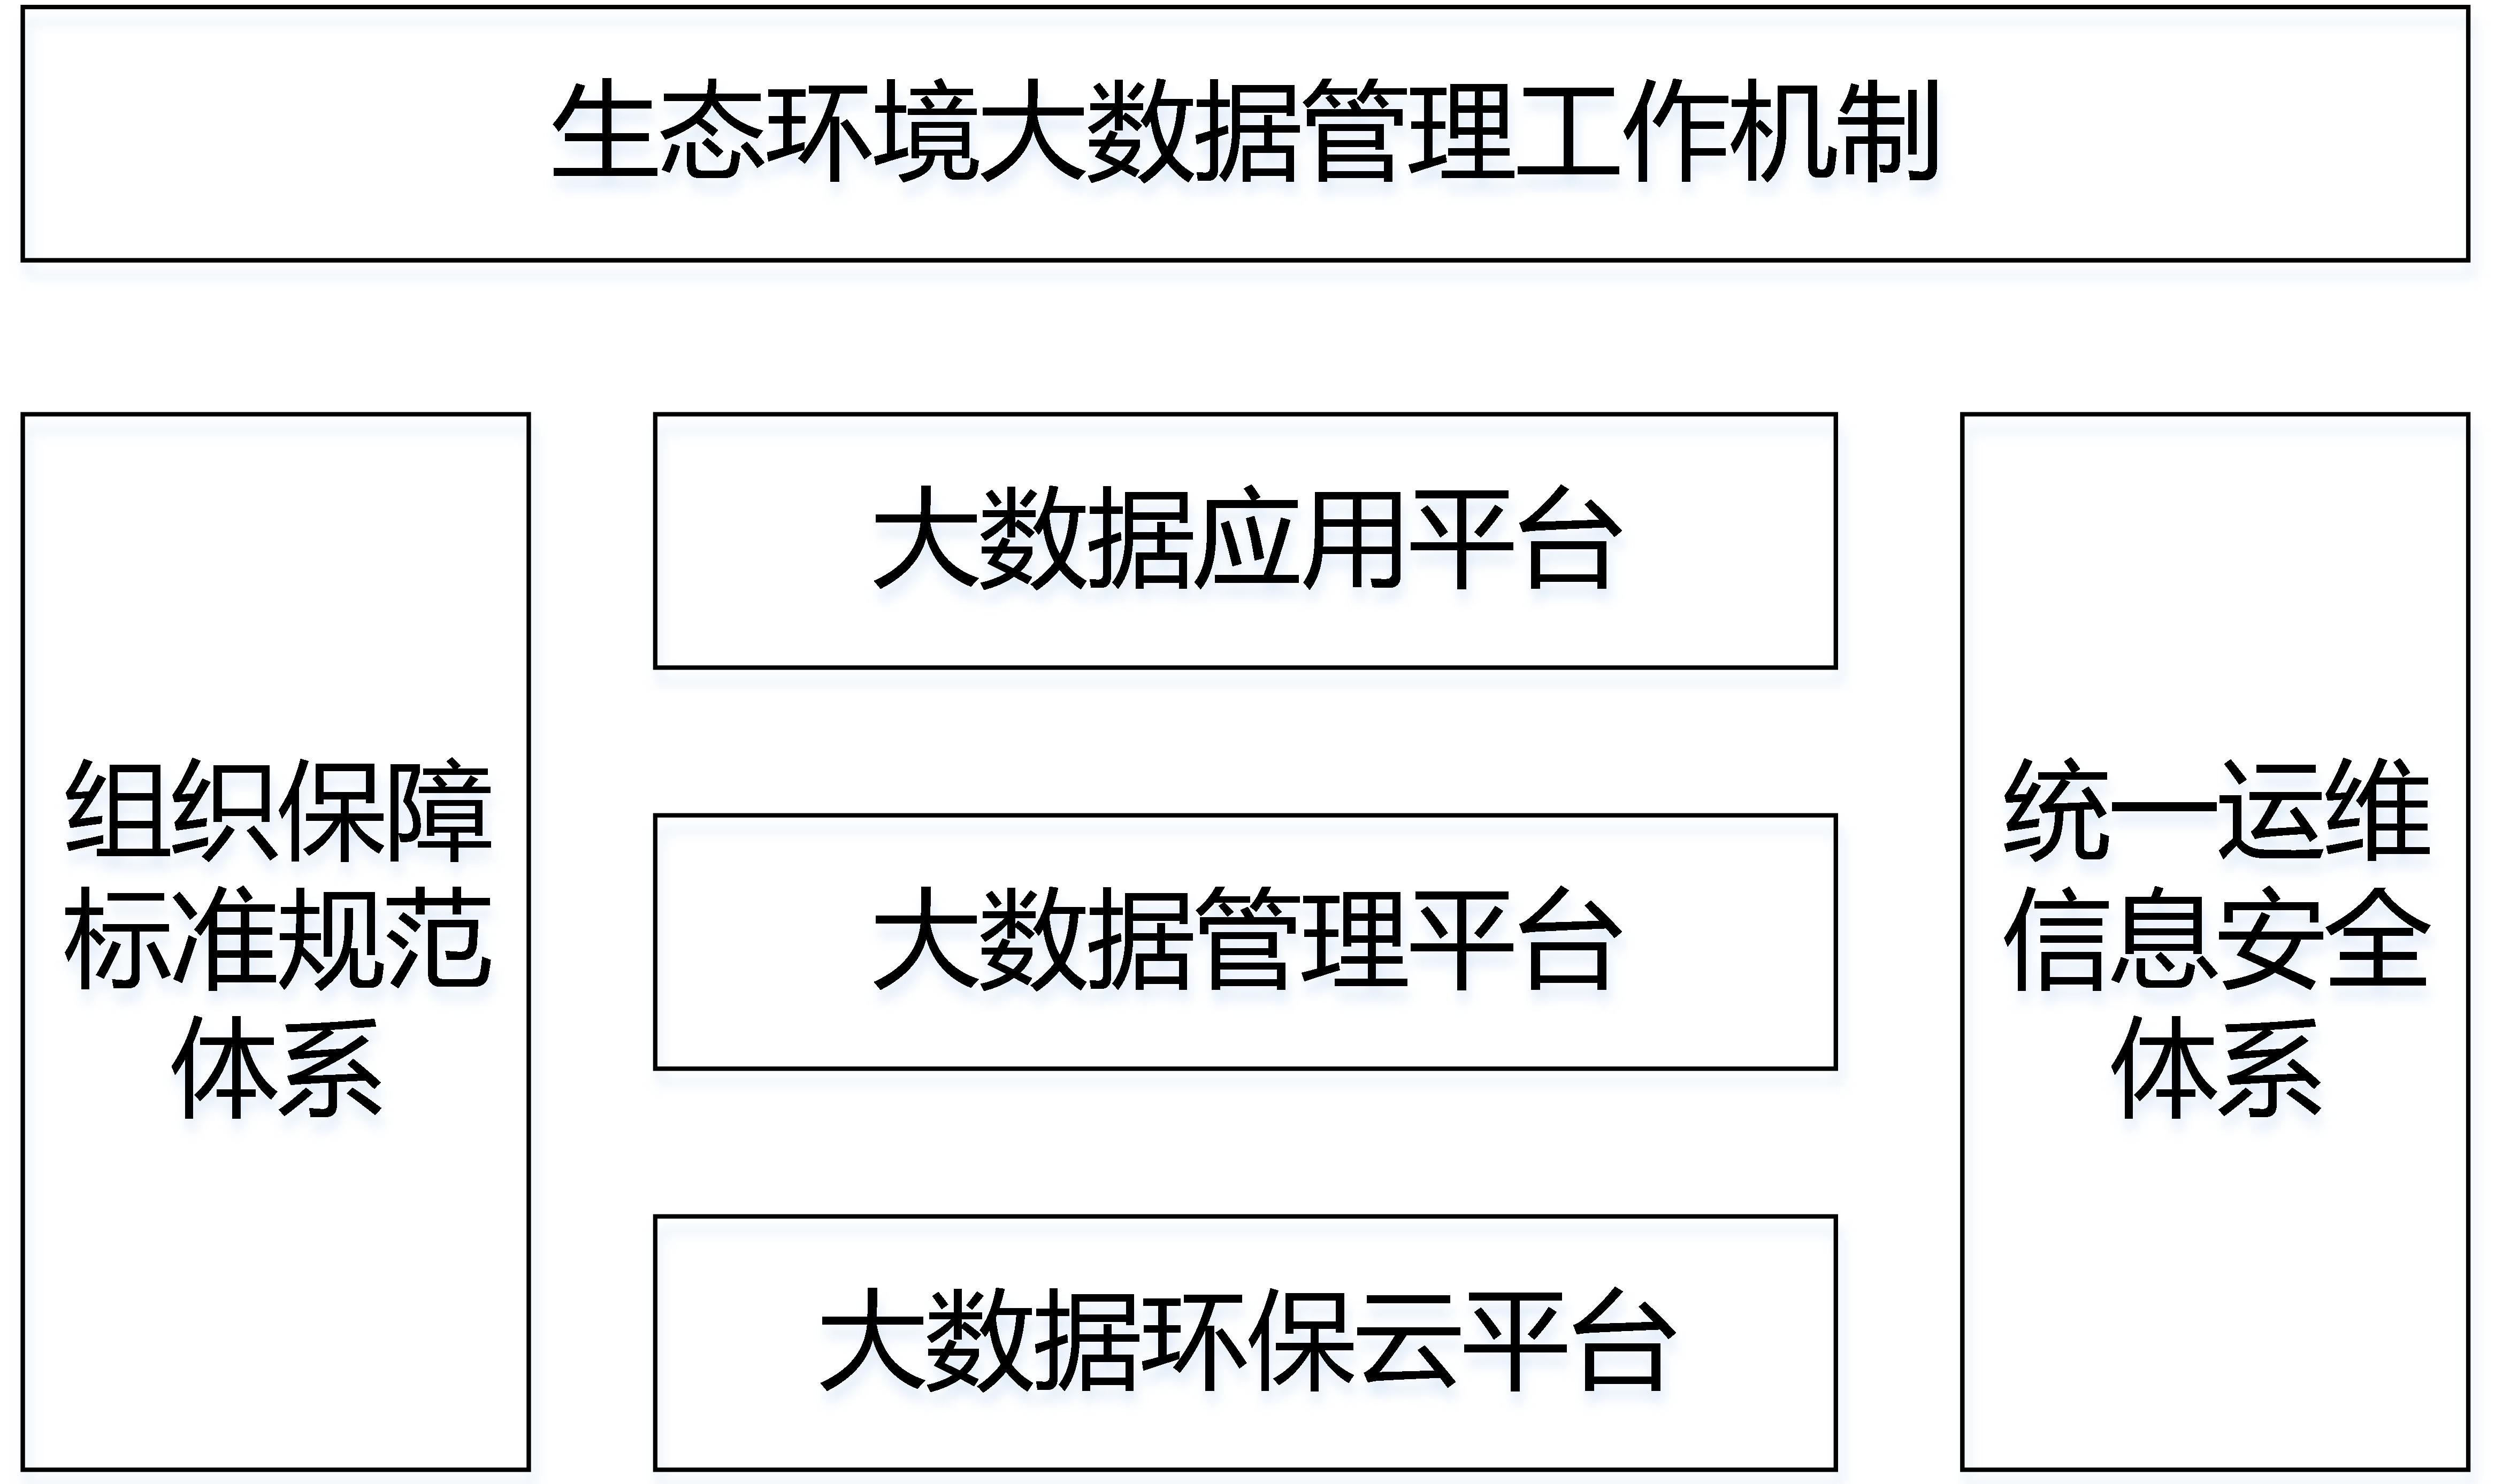 生态环境大数据管理工作机制
组织保障
标准规范
体系
大数据应用平台
大数据管理平台
大数据环保云平台
统一运维
信息安全
体系